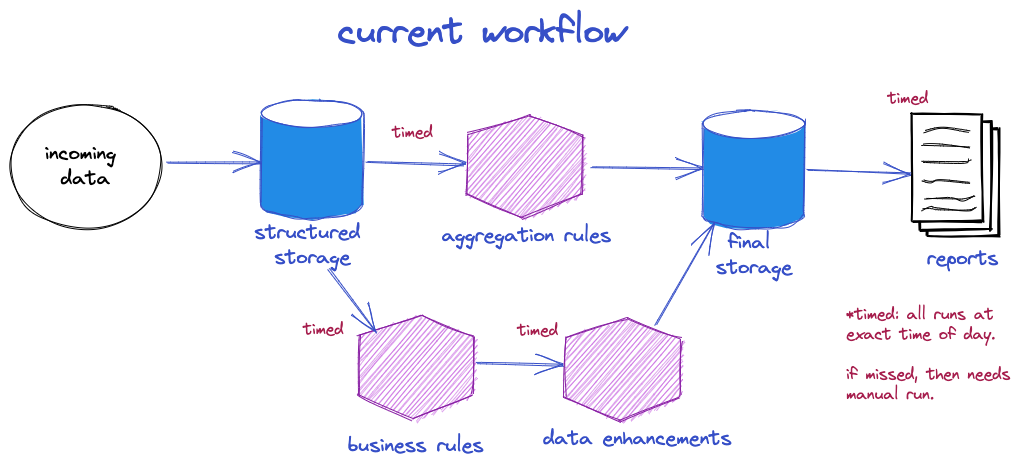 current workflow
incoming
data
structured
storage
timed
aggregation rules
final
storage
timed
reports
timed
business rules
timed
data enhancements
*timed: all runs at
exact time of day.
if missed, then needs
manual run.